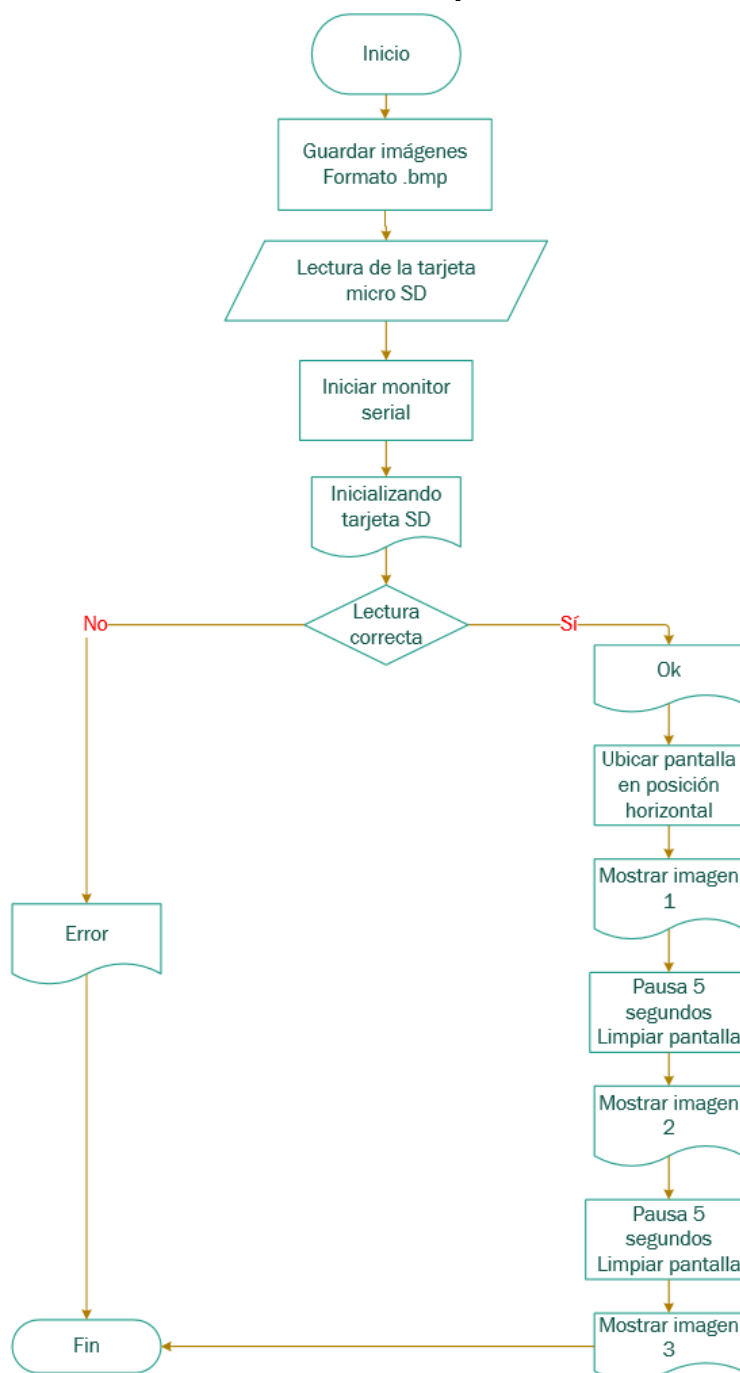 Inicio
Guardar imágenes
Formato .bmp
Lectura de la tarjeta
micro SD
Iniciar monitor
serial
Inicializando
tarjeta SD
Lectura
correcta
No
Sí
Ok
Ubicar pantalla
en posición
horizontal
Mostrar imagen
1
Error
Pausa 5
segundos
Limpiar pantalla
Mostrar imagen
2
Pausa 5
segundos
Limpiar pantalla
Mostrar imagen
3
Fin